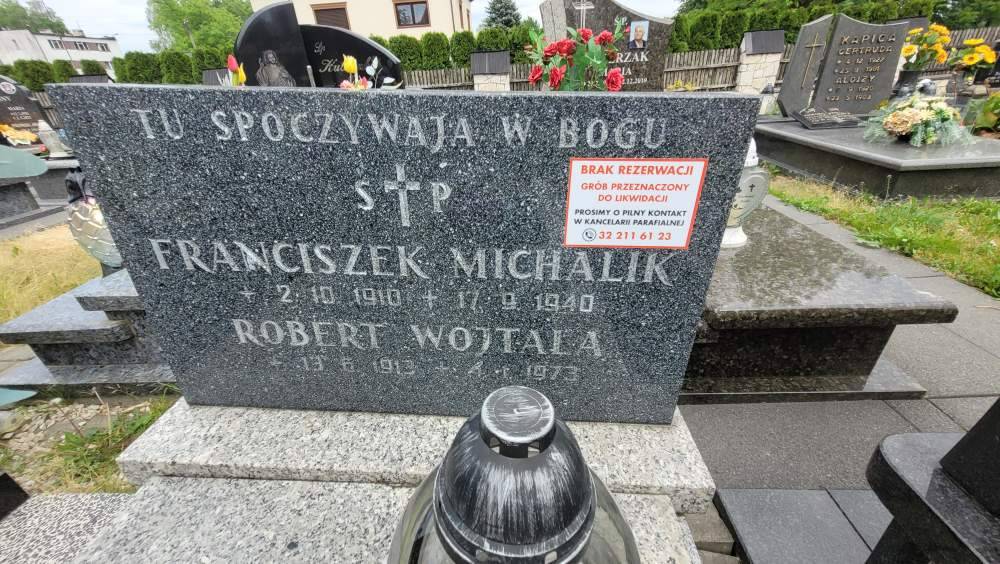 TU SPOCZYWAJĄ W BOGU
S P
FRANCISZEK MICHALIK
2.10.1910 + 17.9.1940
ROBERT WOJTALA
13.6.1913 + 4.1.1973
BRAK REZERWACJI
GRÓB PRZEZNACZONY
DO LIKWIDACJI
PROSIMY O PILNY KONTAKT
W KANCELARII PARAFIALNEJ
32 211 61 23
KAPICA
GERTRUDA
ALOJZY